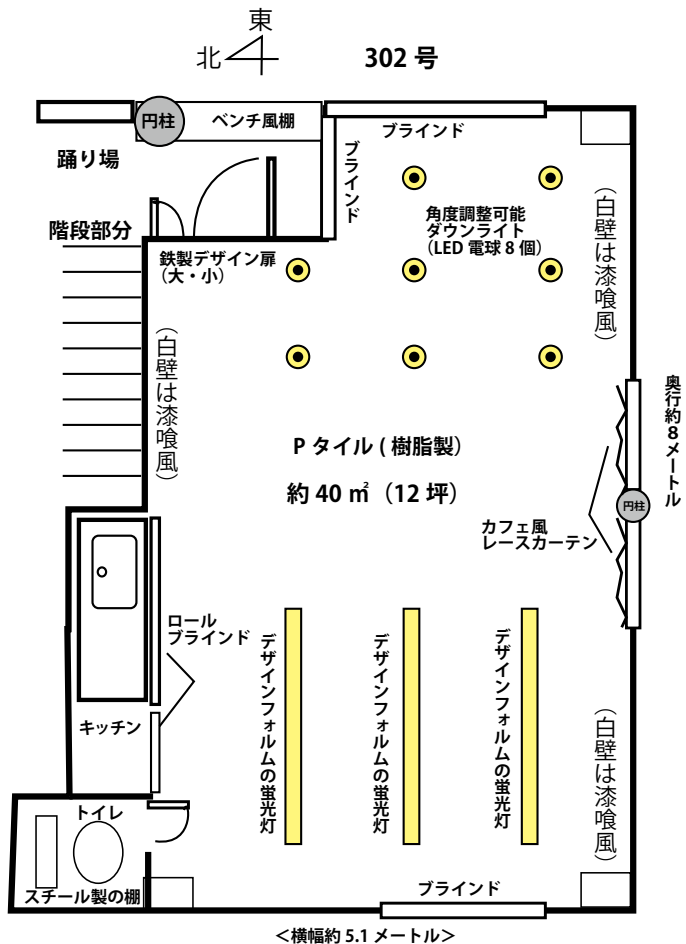 東
北
302 号
円柱
ベンチ風棚
ブラインド
踊り場
ブラインド
階段部分
鉄製デザイン扉
（大・小）
角度調整可能
ダウンライト
（LED 電球 8 個）
（白壁は漆喰風）
（白壁は漆喰風）
P タイル ( 樹脂製）
約 40 ㎡（12 坪）
奥行約8メートル
円柱
カフェ風
レースカーテン
ロール
ブラインド
デザインフォルムの蛍光灯
デザインフォルムの蛍光灯
デザインフォルムの蛍光灯
キッチン
（白壁は漆喰風）
トイレ
スチール製の棚
ブラインド
＜横幅約 5.1 メートル＞